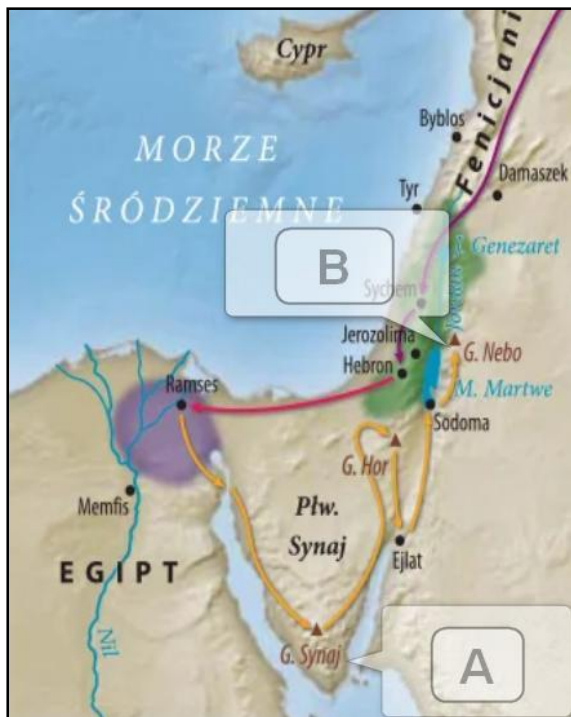 Cypr
Fenicjani
Byblos
MORZE
ŚRÓDZIEMNE
Damaszek
Tyr
J. Genezaret
B
Sychem
Jordan
Jerozolima
G. Nebo
Hebron
Ramses
M. Martwe
Sodoma
G. Hor
Memfis
Płw.
Synaj
Ejlat
EGIPT
Nil
G. Synaj
A